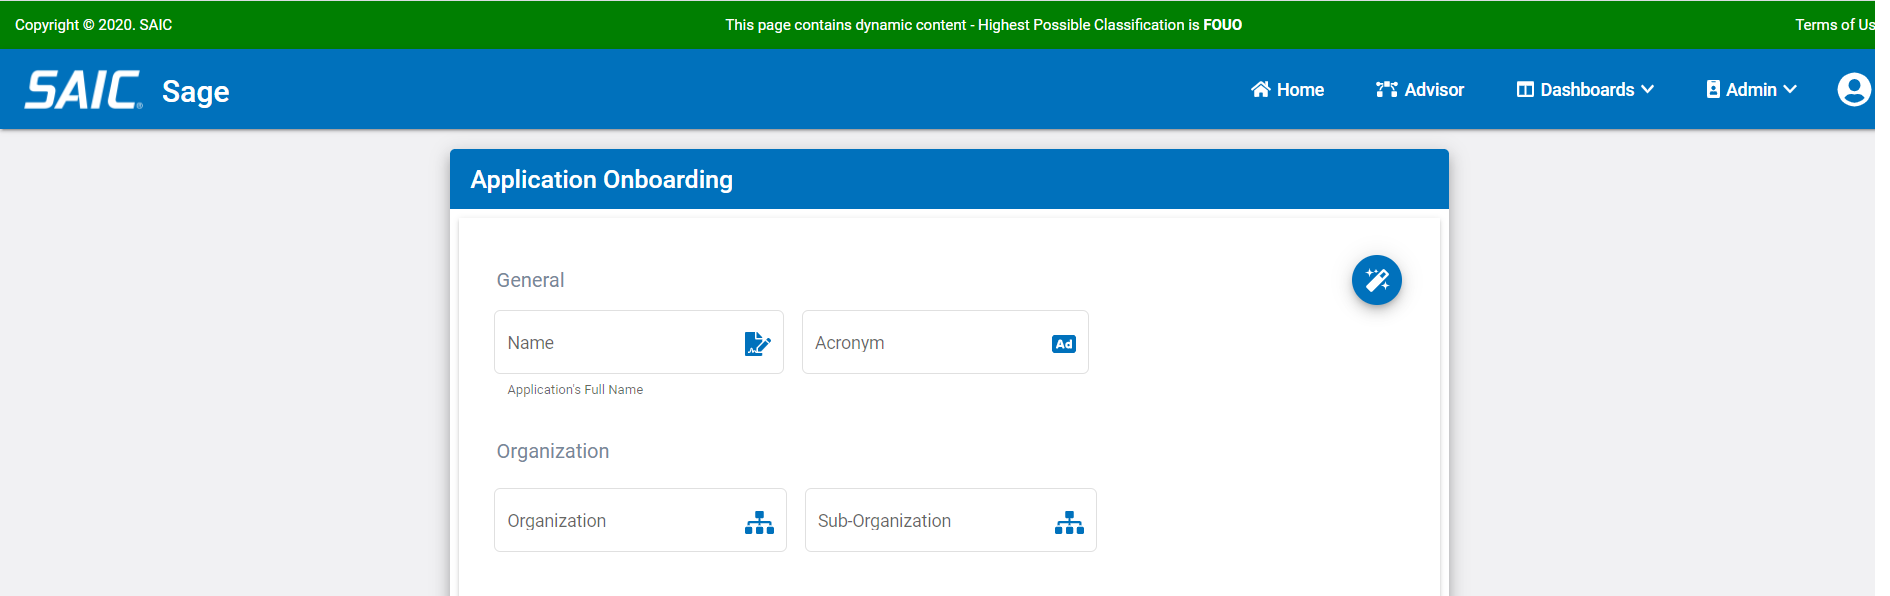 Copyright © 2020. SAIC
This page contains dynamic content - Highest Possible Classification is FOUO
Terms of Us
SAIC® Sage
Home
Advisor
Dashboards
Admin
Application Onboarding
General
Name
Acronym
Ad
Application's Full Name
Organization
Organization
Sub-Organization